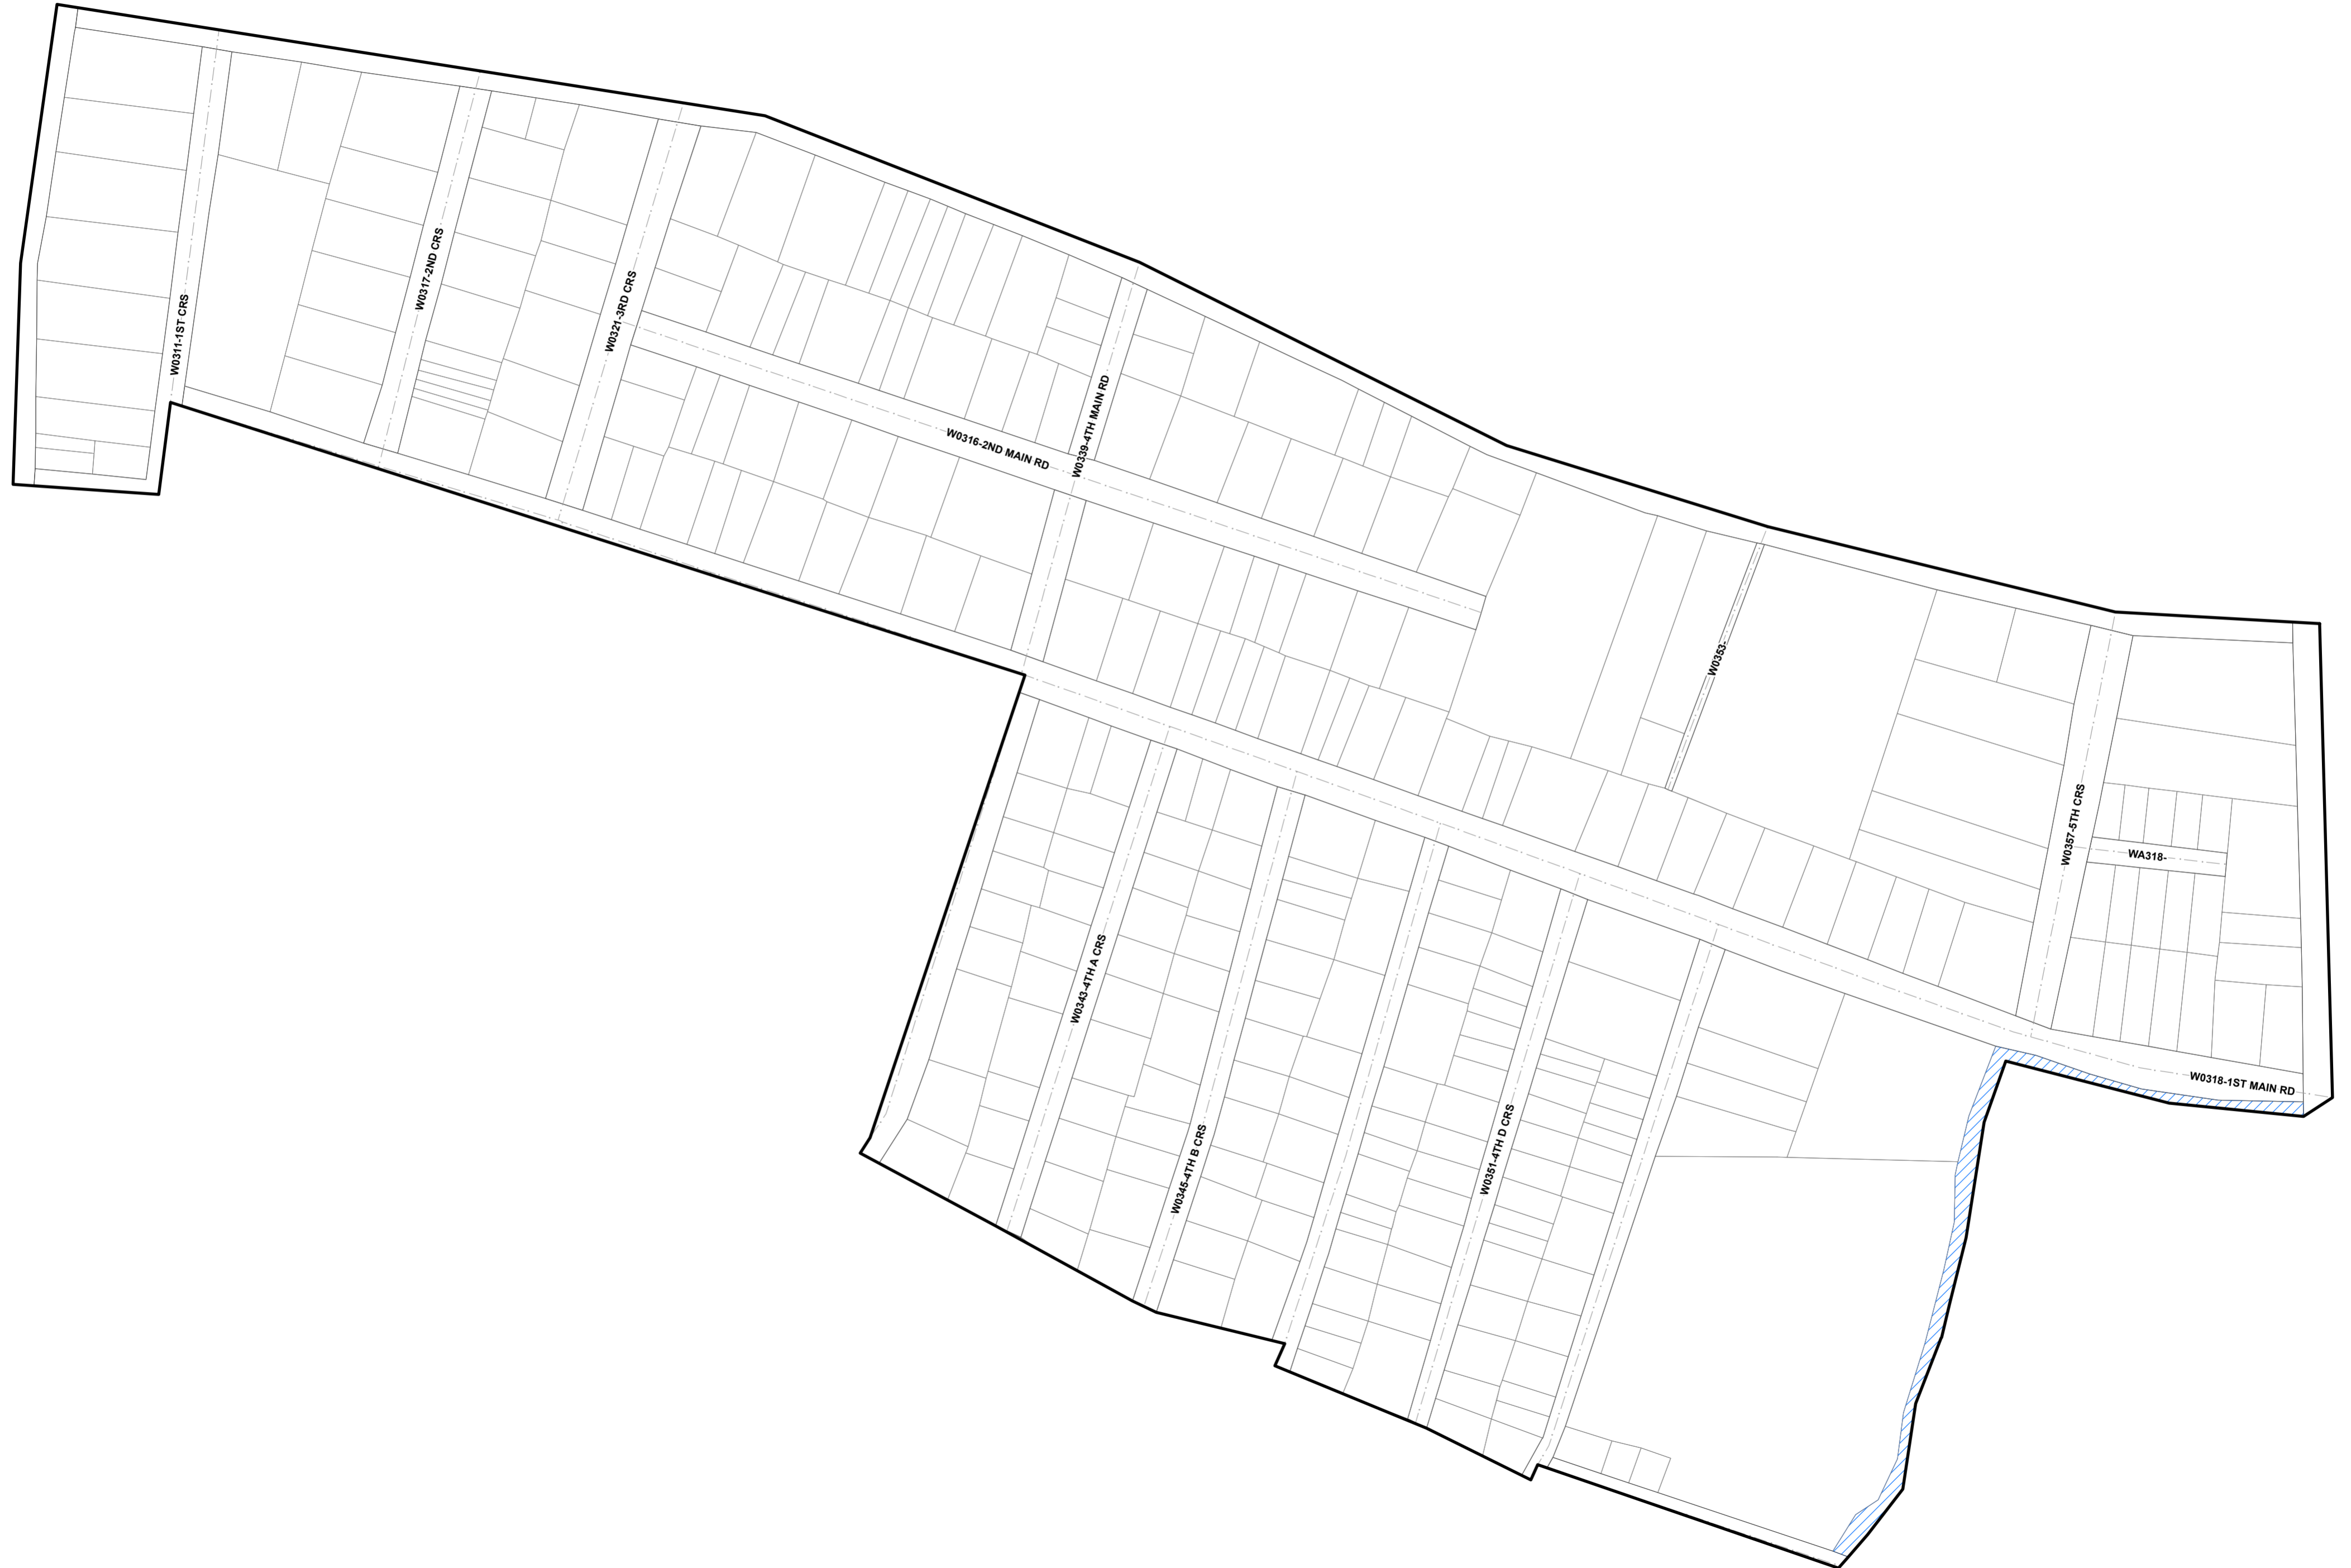 W0311-1ST CRS
W0317-2ND CRS
W0321-3RD CRS
W0316-2ND MAIN RD
W0339-4TH MAIN RD
W0353-
W0357-5TH CRS
WA318-
W0343-4TH A CRS
W0345-4TH B CRS
W0351-4TH D CRS
W0318-1ST MAIN RD